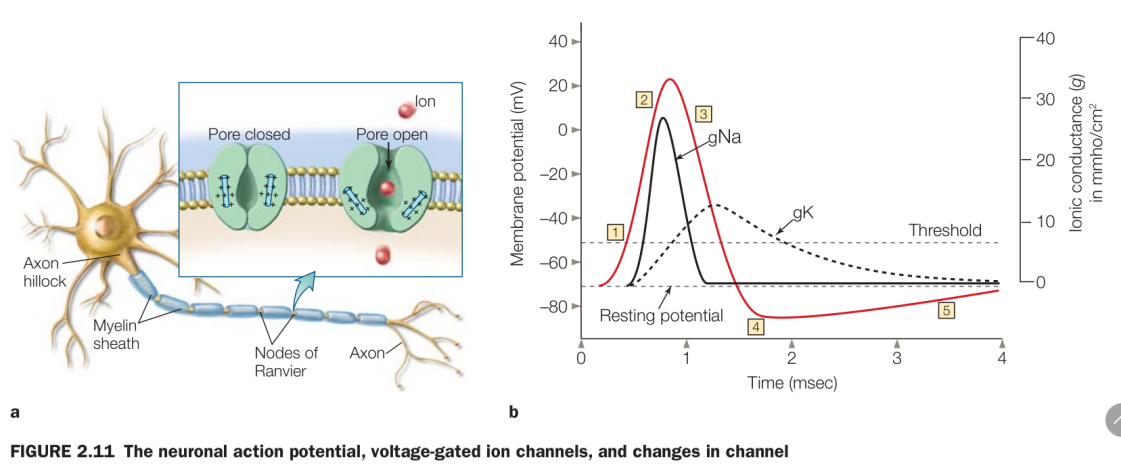 Ion
Pore closed
Pore open
Axon
hillock
Myelin
sheath
Nodes of
Ranvier
Axon
a
Membrane potential (mV)
40
20
0
−20
−40
−60
−80
1
2
3
4
5
gNa
gK
Threshold
Resting potential
0
1
2
3
4
Time (msec)
40
30
20
10
0
Ionic conductance (g)
in mmho/cm²
b
FIGURE 2.11 The neuronal action potential, voltage-gated ion channels, and changes in channel